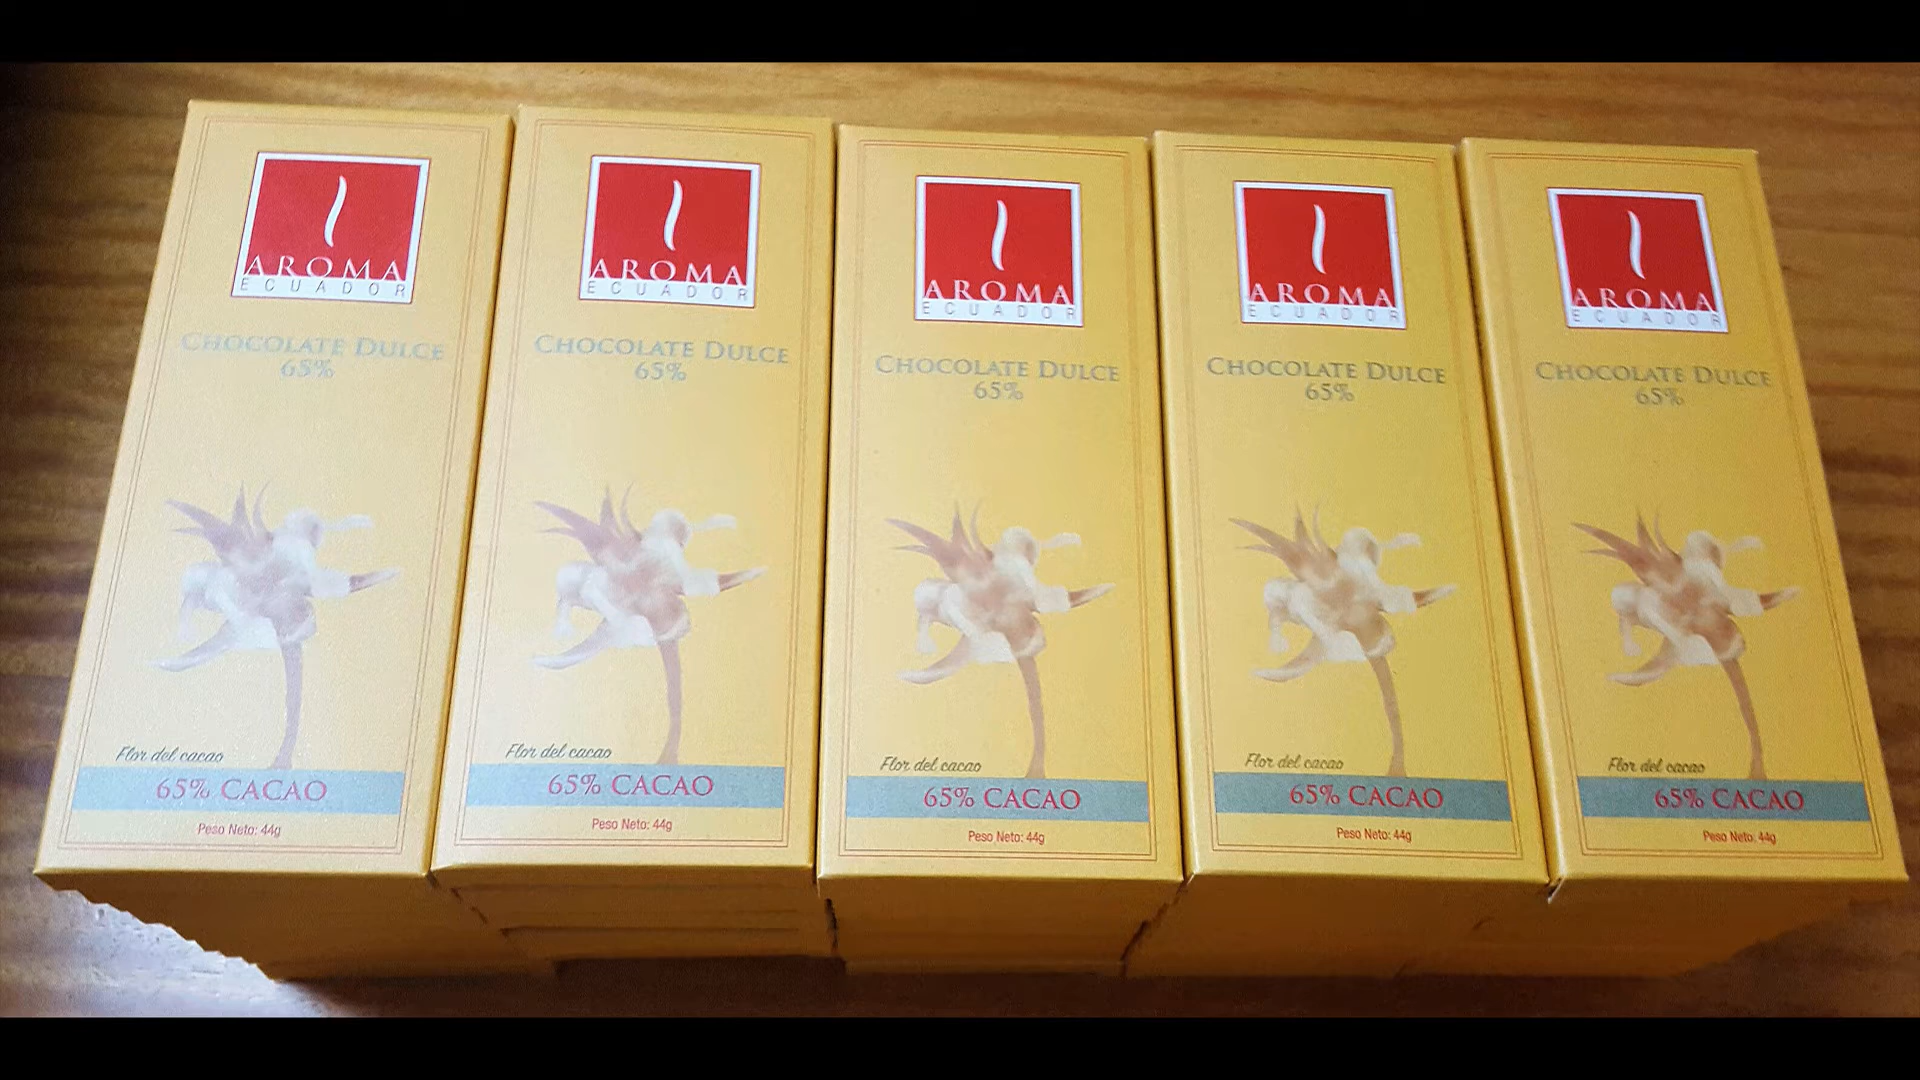 AROMA
ECUADOR
CHOCOLATE DULCE
65%
Flor del cacao
65% CACAO
Peso Neto: 44g
AROMA
ECUADOR
CHOCOLATE DULCE
65%
Flor del cacao
65% CACAO
Peso Neto: 44g
AROMA
ECUADOR
CHOCOLATE DULCE
65%
Flor del cacao
65% CACAO
Peso Neto: 44g
AROMA
ECUADOR
CHOCOLATE DULCE
65%
Flor del cacao
65% CACAO
Peso Neto: 44g
AROMA
ECUADOR
CHOCOLATE DULCE
65%
Flor del cacao
65% CACAO
Peso Neto: 44g